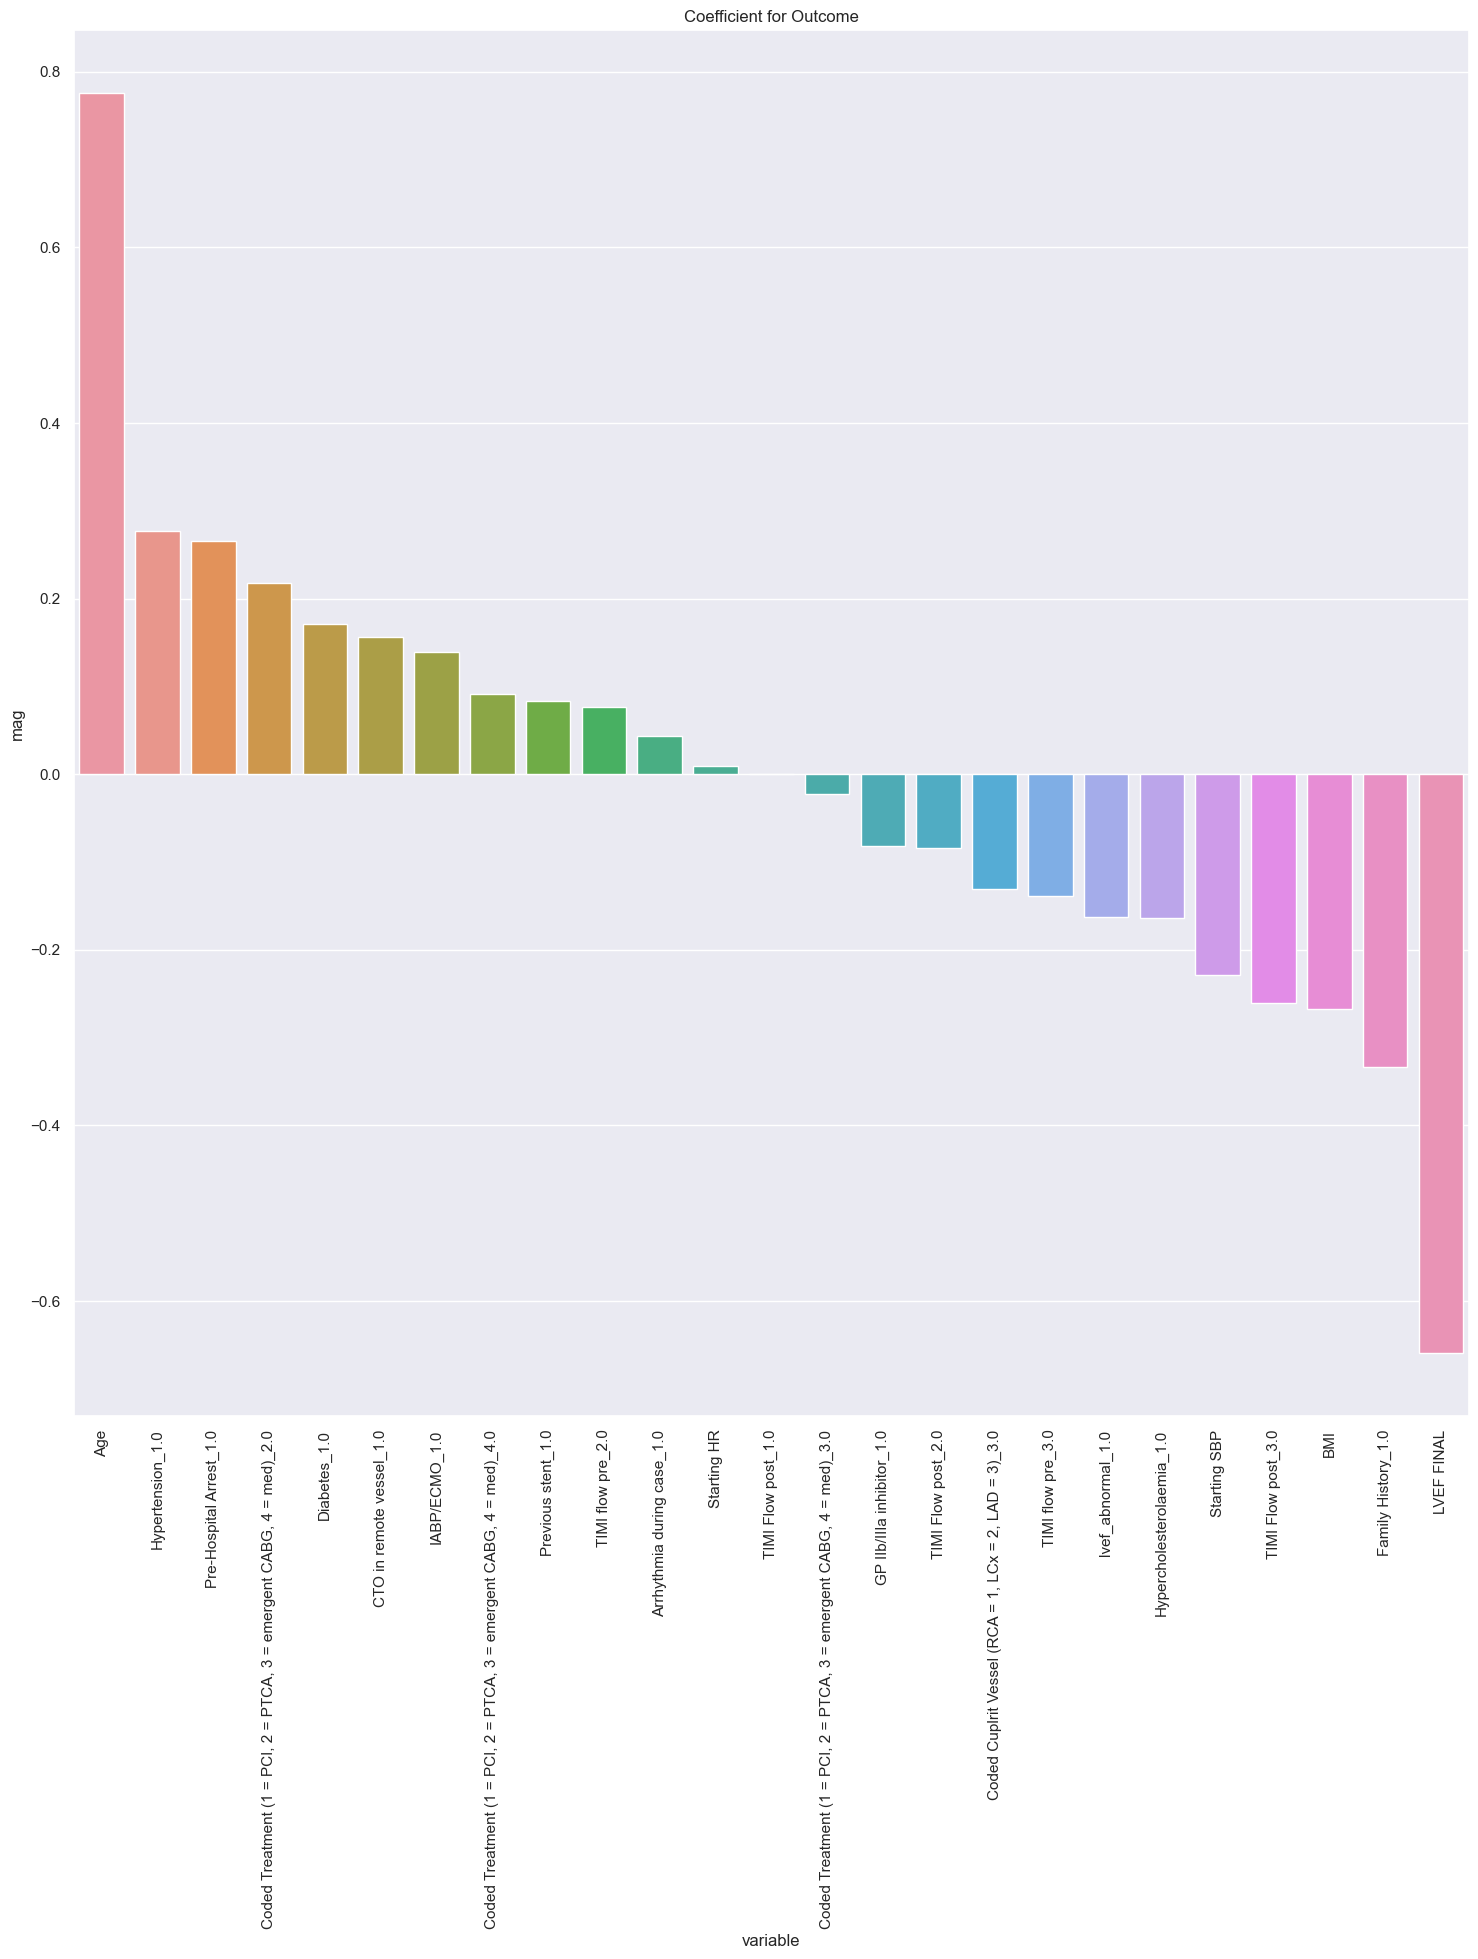 Coefficient for Outcome
mag
0.8
0.6
0.4
0.2
0.0
−0.2
−0.4
−0.6
Age
Hypertension_1.0
Pre-Hospital Arrest_1.0
Coded Treatment (1 = PCI, 2 = PTCA, 3 = emergent CABG, 4 = med)_2.0
Diabetes_1.0
CTO in remote vessel_1.0
IABP/ECMO_1.0
Coded Treatment (1 = PCI, 2 = PTCA, 3 = emergent CABG, 4 = med)_4.0
Previous stent_1.0
TIMI flow pre_2.0
Arrhythmia during case_1.0
Starting HR
TIMI Flow post_1.0
Coded Treatment (1 = PCI, 2 = PTCA, 3 = emergent CABG, 4 = med)_3.0
GP IIb/IIIa inhibitor_1.0
TIMI Flow post_2.0
Coded Cuplrit Vessel (RCA = 1, LCx = 2, LAD = 3)_3.0
TIMI flow pre_3.0
lvef_abnormal_1.0
Hypercholesterolaemia_1.0
Starting SBP
TIMI Flow post_3.0
BMI
Family History_1.0
LVEF FINAL
variable